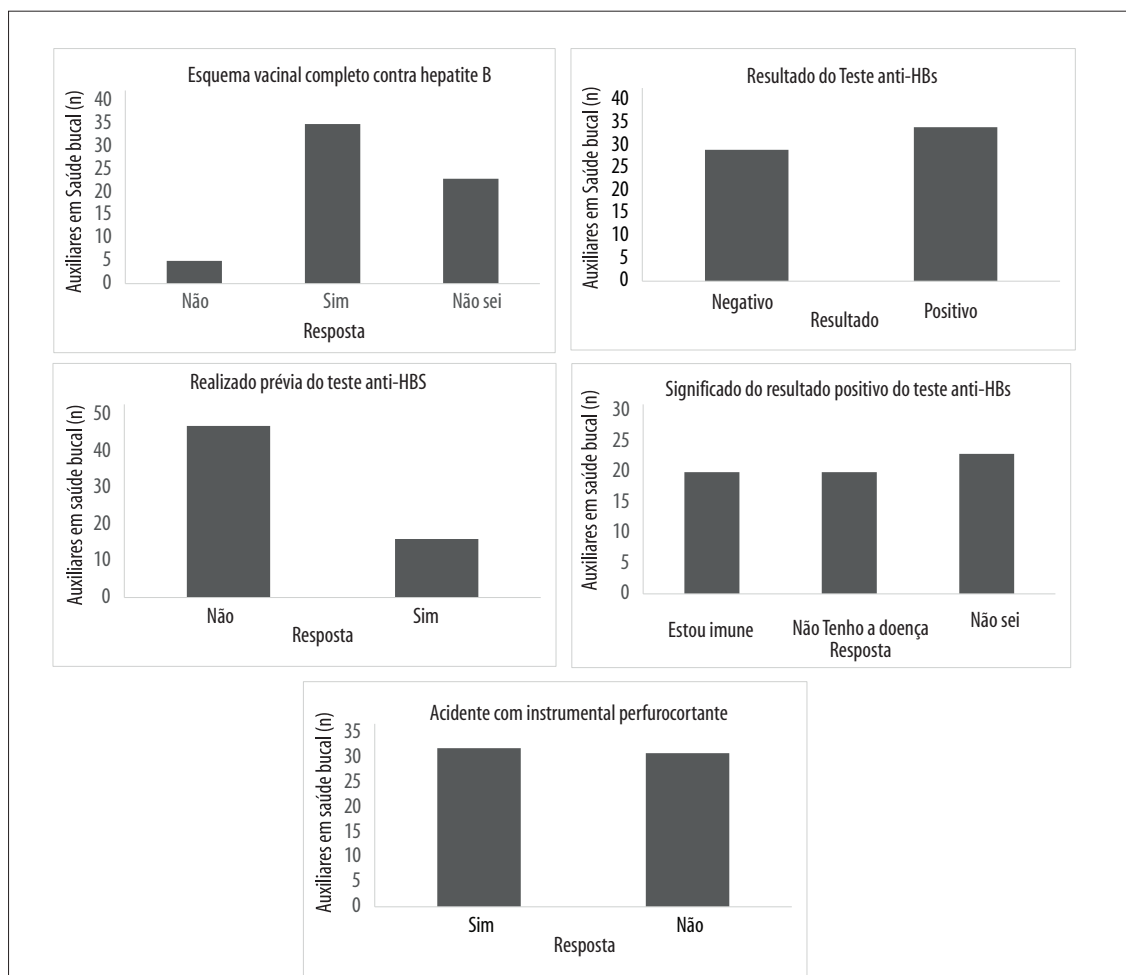 Esquema vacinal completo contra hepatite B
Auxiliares em Saúde bucal (n)
40
35
30
25
20
15
10
5
0
Não Sim Não sei
Resposta
Resultado do Teste anti-HBs
Auxiliares em Saúde bucal (n)
40
35
30
25
20
15
10
5
0
Negativo Positivo
Resultado
Realizado prévia do teste anti-HBS
Auxiliares em saúde bucal (n)
50
40
30
20
10
0
Não Sim
Resposta
Significado do resultado positivo do teste anti-HBs
Auxiliares em saúde bucal (n)
30
25
20
15
10
5
0
Estou imune Não Tenho a doença Não sei
Resposta
Acidente com instrumental perfurocortante
Auxiliares em saúde bucal (n)
35
30
25
20
15
10
5
0
Sim Não
Resposta